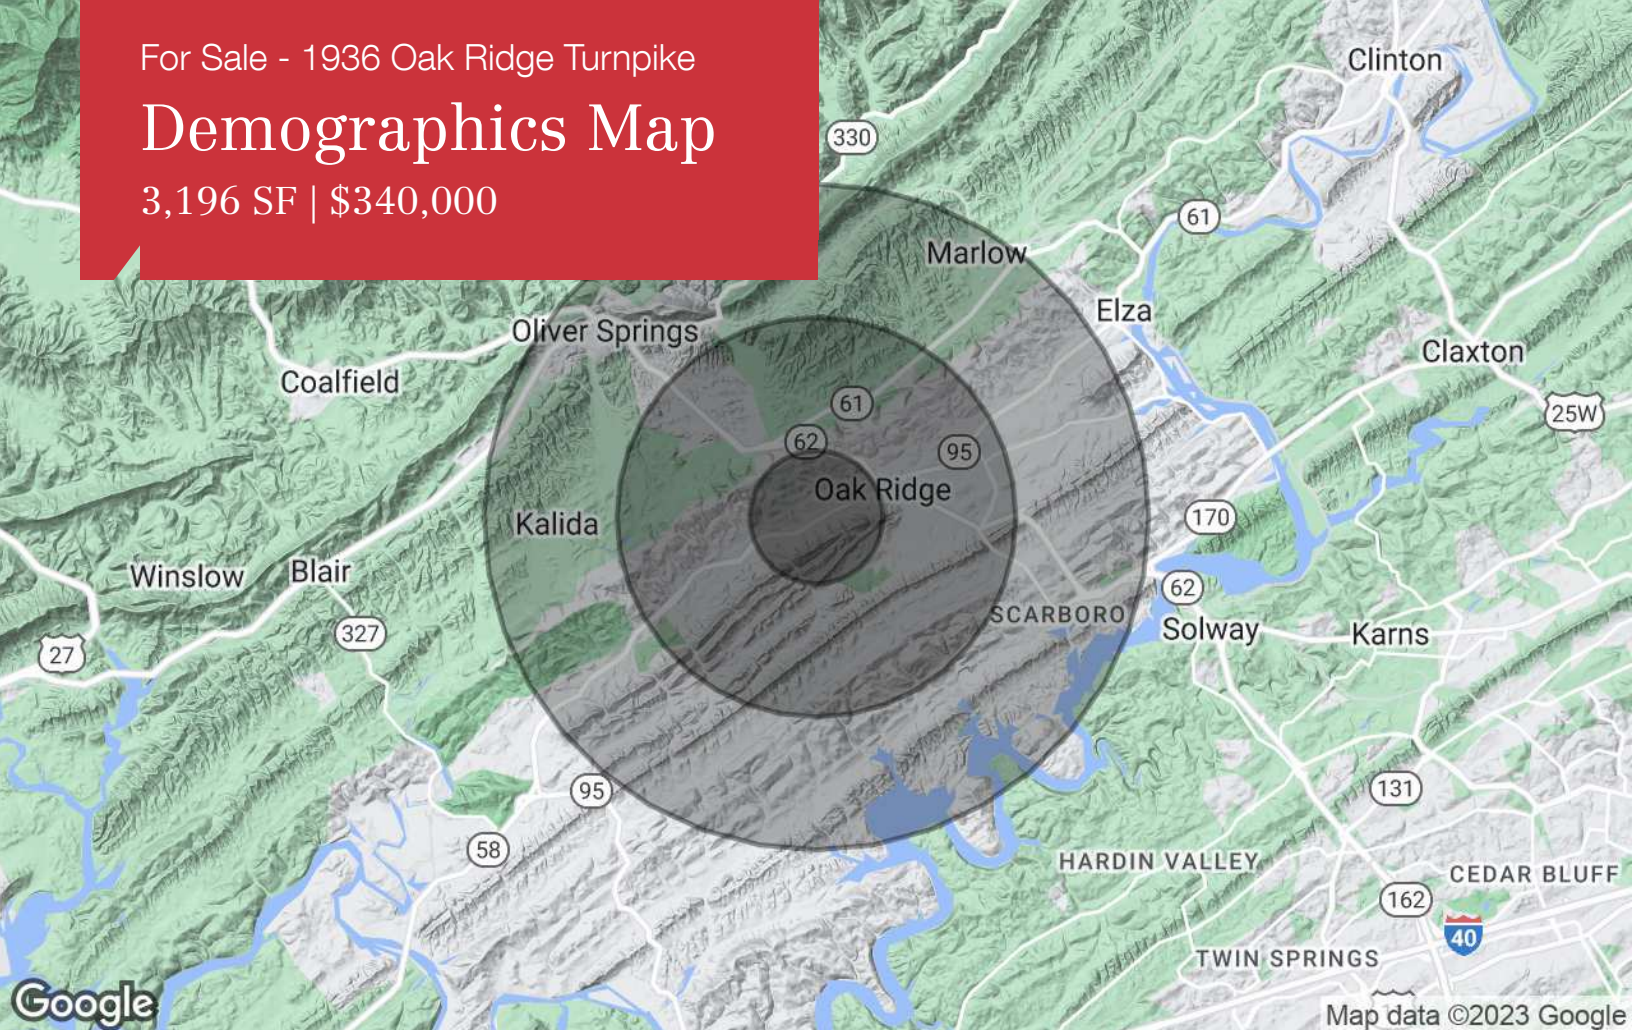 For Sale - 1936 Oak Ridge Turnpike
Demographics Map
3,196 SF | $340,000
Clinton
330
61
Marlow
Elza
Oliver Springs
Claxton
Coalfield
25W
61
62
95
Oak Ridge
Kalida
170
Winslow
Blair
62
SCARBORO
327
Solway
Karns
27
95
131
58
HARDIN VALLEY
CEDAR BLUFF
162
40
TWIN SPRINGS
Google
Map data ©2023 Google